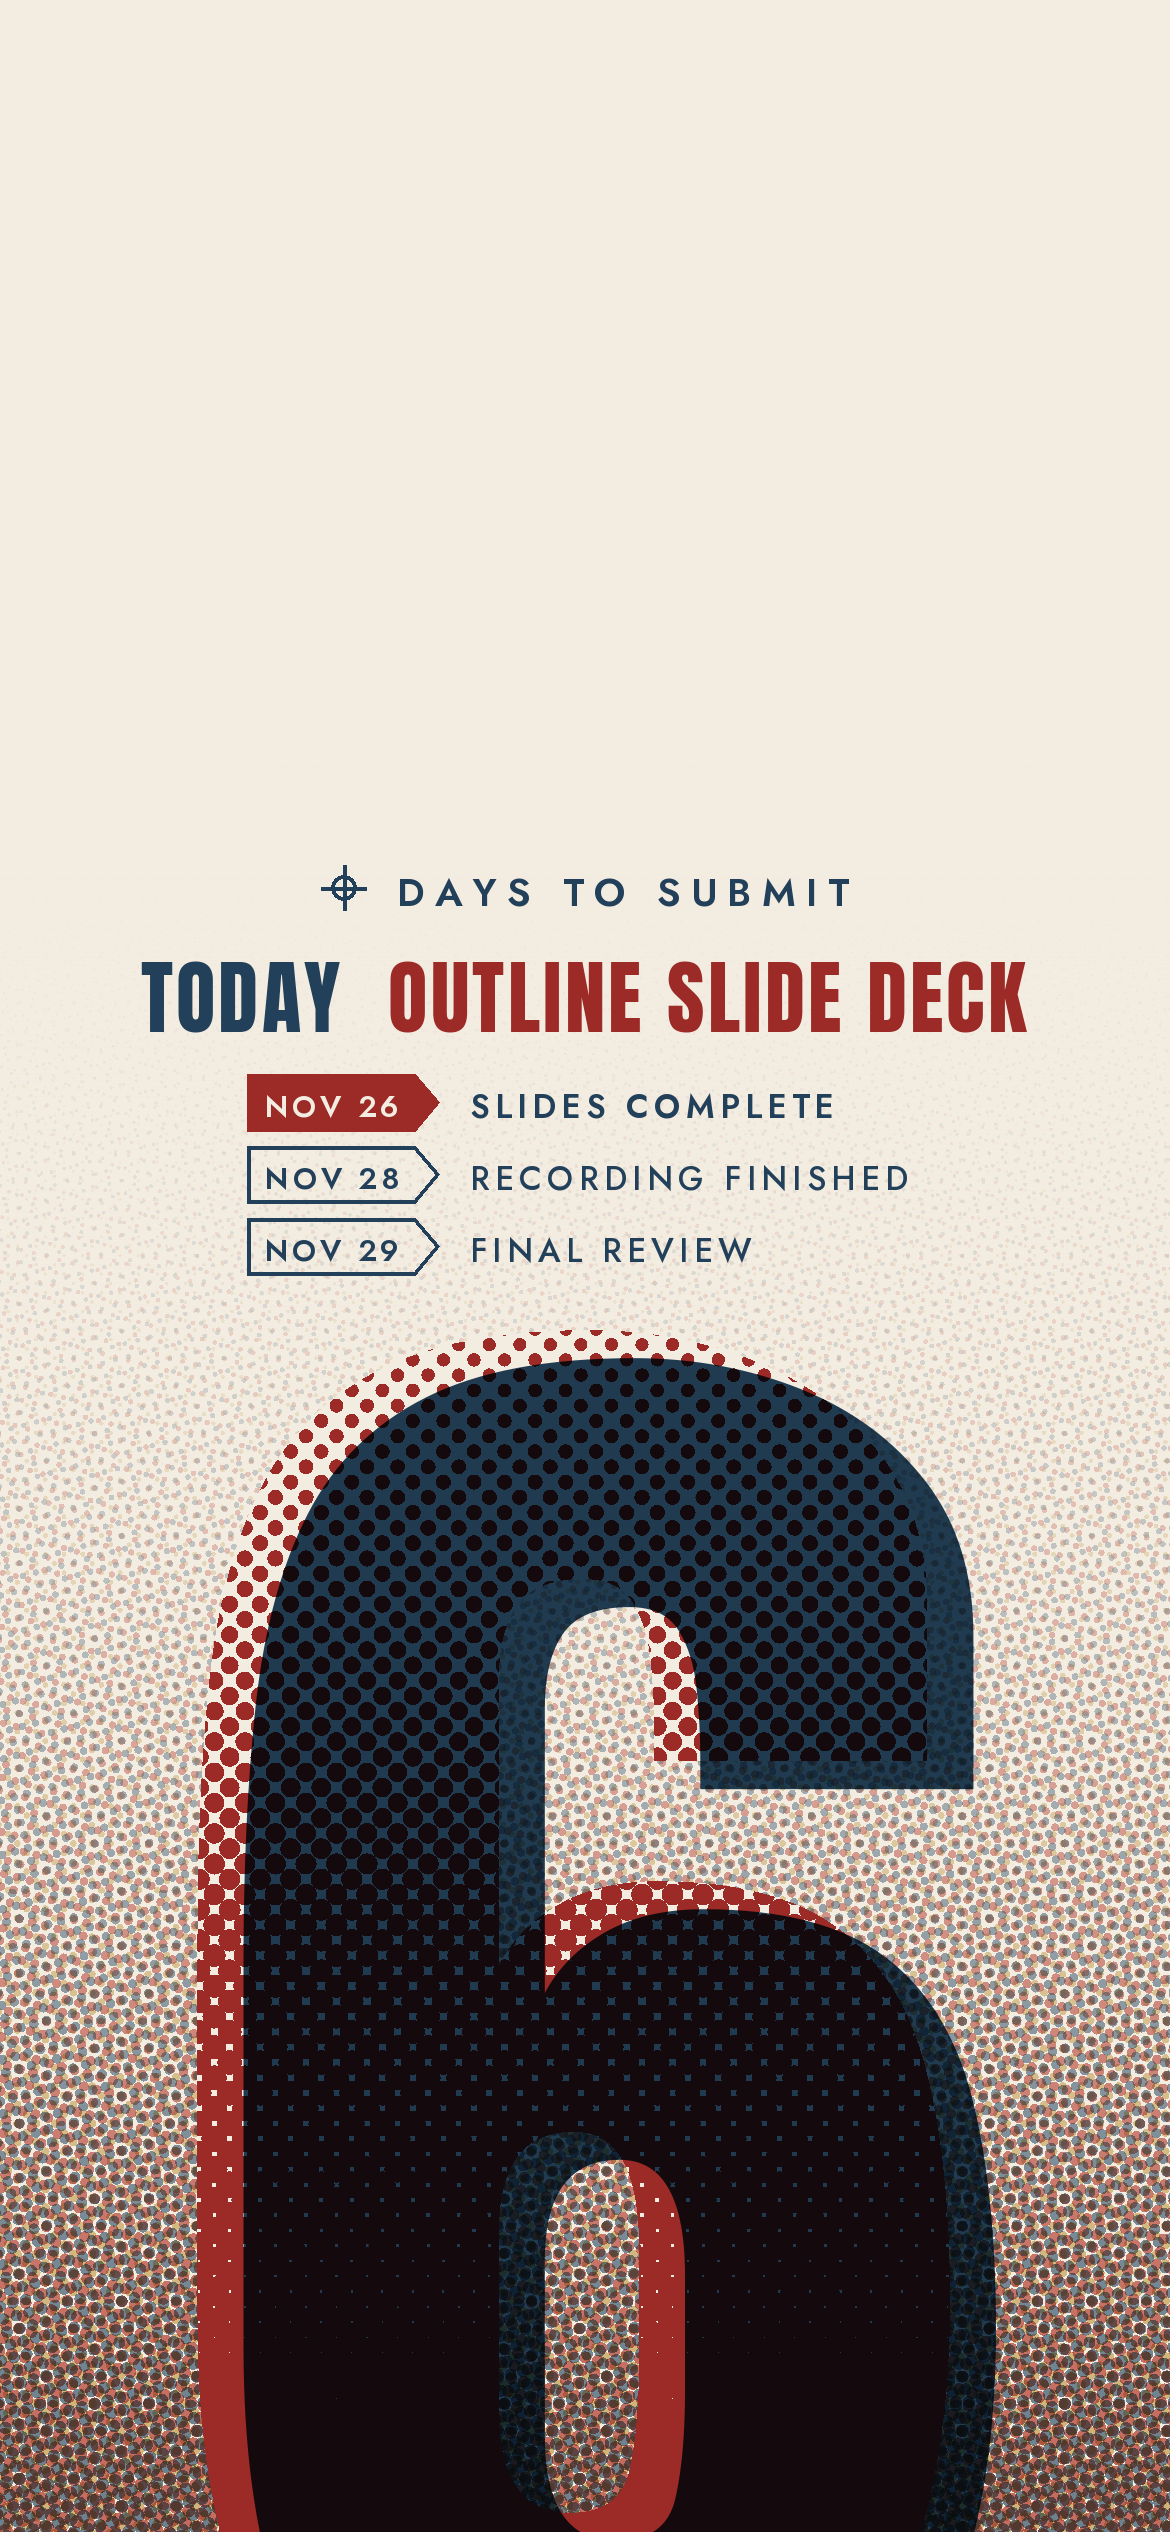 DAYS TO SUBMIT
TODAY OUTLINE SLIDE DECK
NOV 26 SLIDES COMPLETE
NOV 28 RECORDING FINISHED
NOV 29 FINAL REVIEW
6